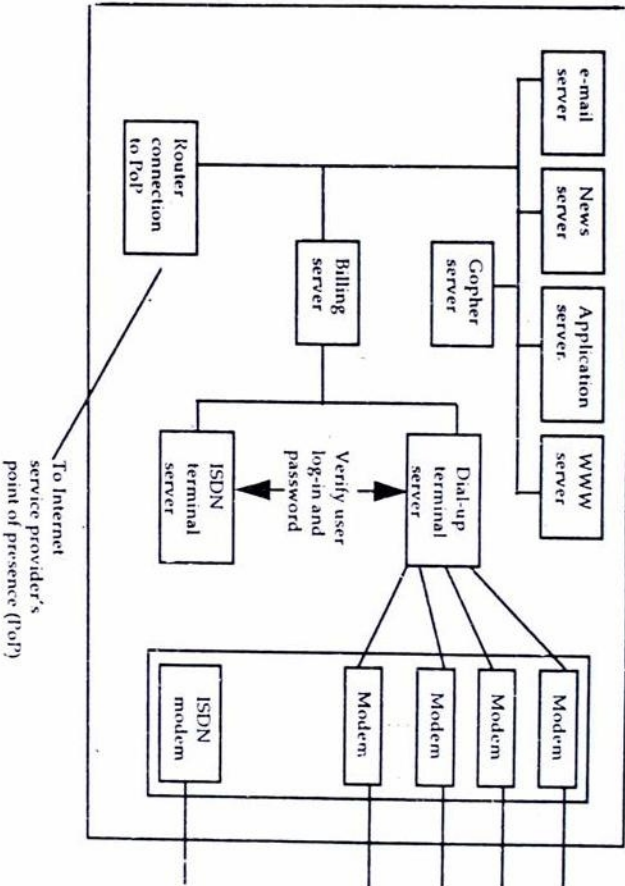 e-mail
server
News
server
Application
server.
WWW
server
Modem
Modem
Gopher
server
Dial-up
terminal
server
Modem
Modem
Billing
server
Verify user
log-in and
password
Router
connection
to PoP
ISDN
terminal
server
ISDN
modem
To Internet
service provider's
point of presence (PoP)